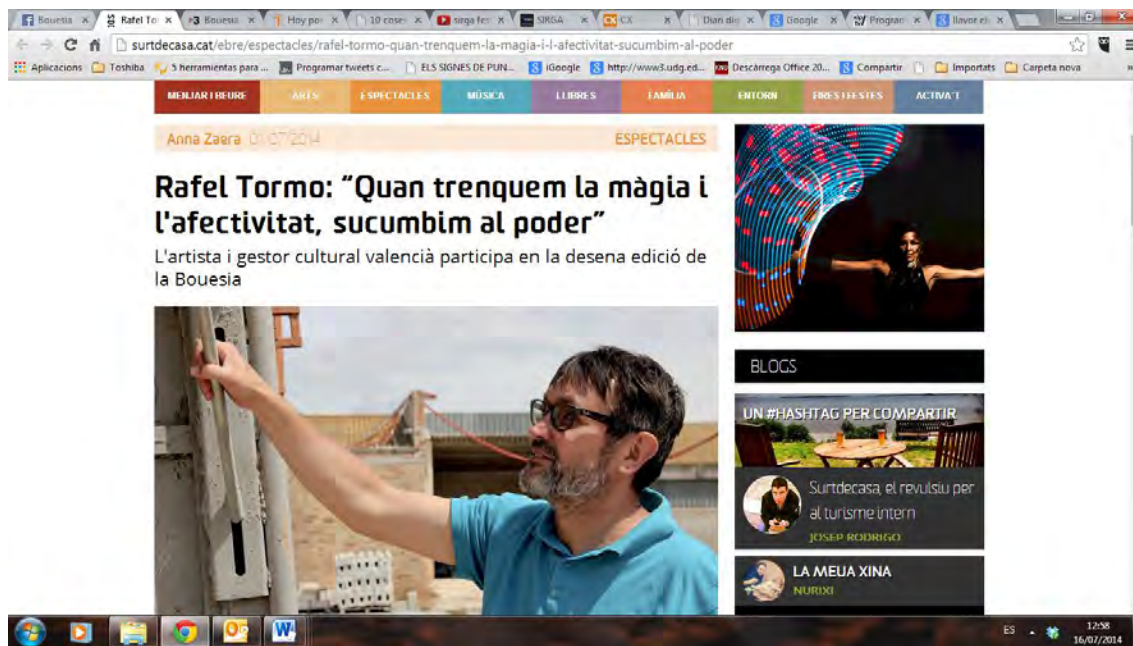 Bouesia
Rafel To
Bouesia
Hoy po
10 cose
sirga fes
SIRGA
CX
Dian dig
Google
Program
llavor el
surtdecasa.cat/ebre/espectacles/rafel-tormo-quan-trenquem-la-magia-i-l-afectivitat-sucumbim-al-poder
Aplicacions
Toshiba
5 herramientas para ...
Programar tweets c...
ELS SIGNES DE PUN...
iGoogle
http://www3.udg.ed...
Descàrrega Office 20...
Compartir
Importats
Carpeta nova
MENJAR I BEURE
ARTS
ESPECTACLES
MÚSICA
LLIBRES
FAMÍLIA
ENTORN
FIRES I FESTES
ACTIVA'T
Anna Zaera 01/07/2014
ESPECTACLES
Rafel Tormo: “Quan trenquem la màgia i
l'afectivitat, sucumbim al poder”
L'artista i gestor cultural valencià participa en la desena edició de
la Bouesia
BLOGS
UN #HASHTAG PER COMPARTIR
Surtdecasa, el revulsiu per
al turisme intern
JOSEP RODRIGO
LA MEUA XINA
NURIXI
ES
12:58
16/07/2014